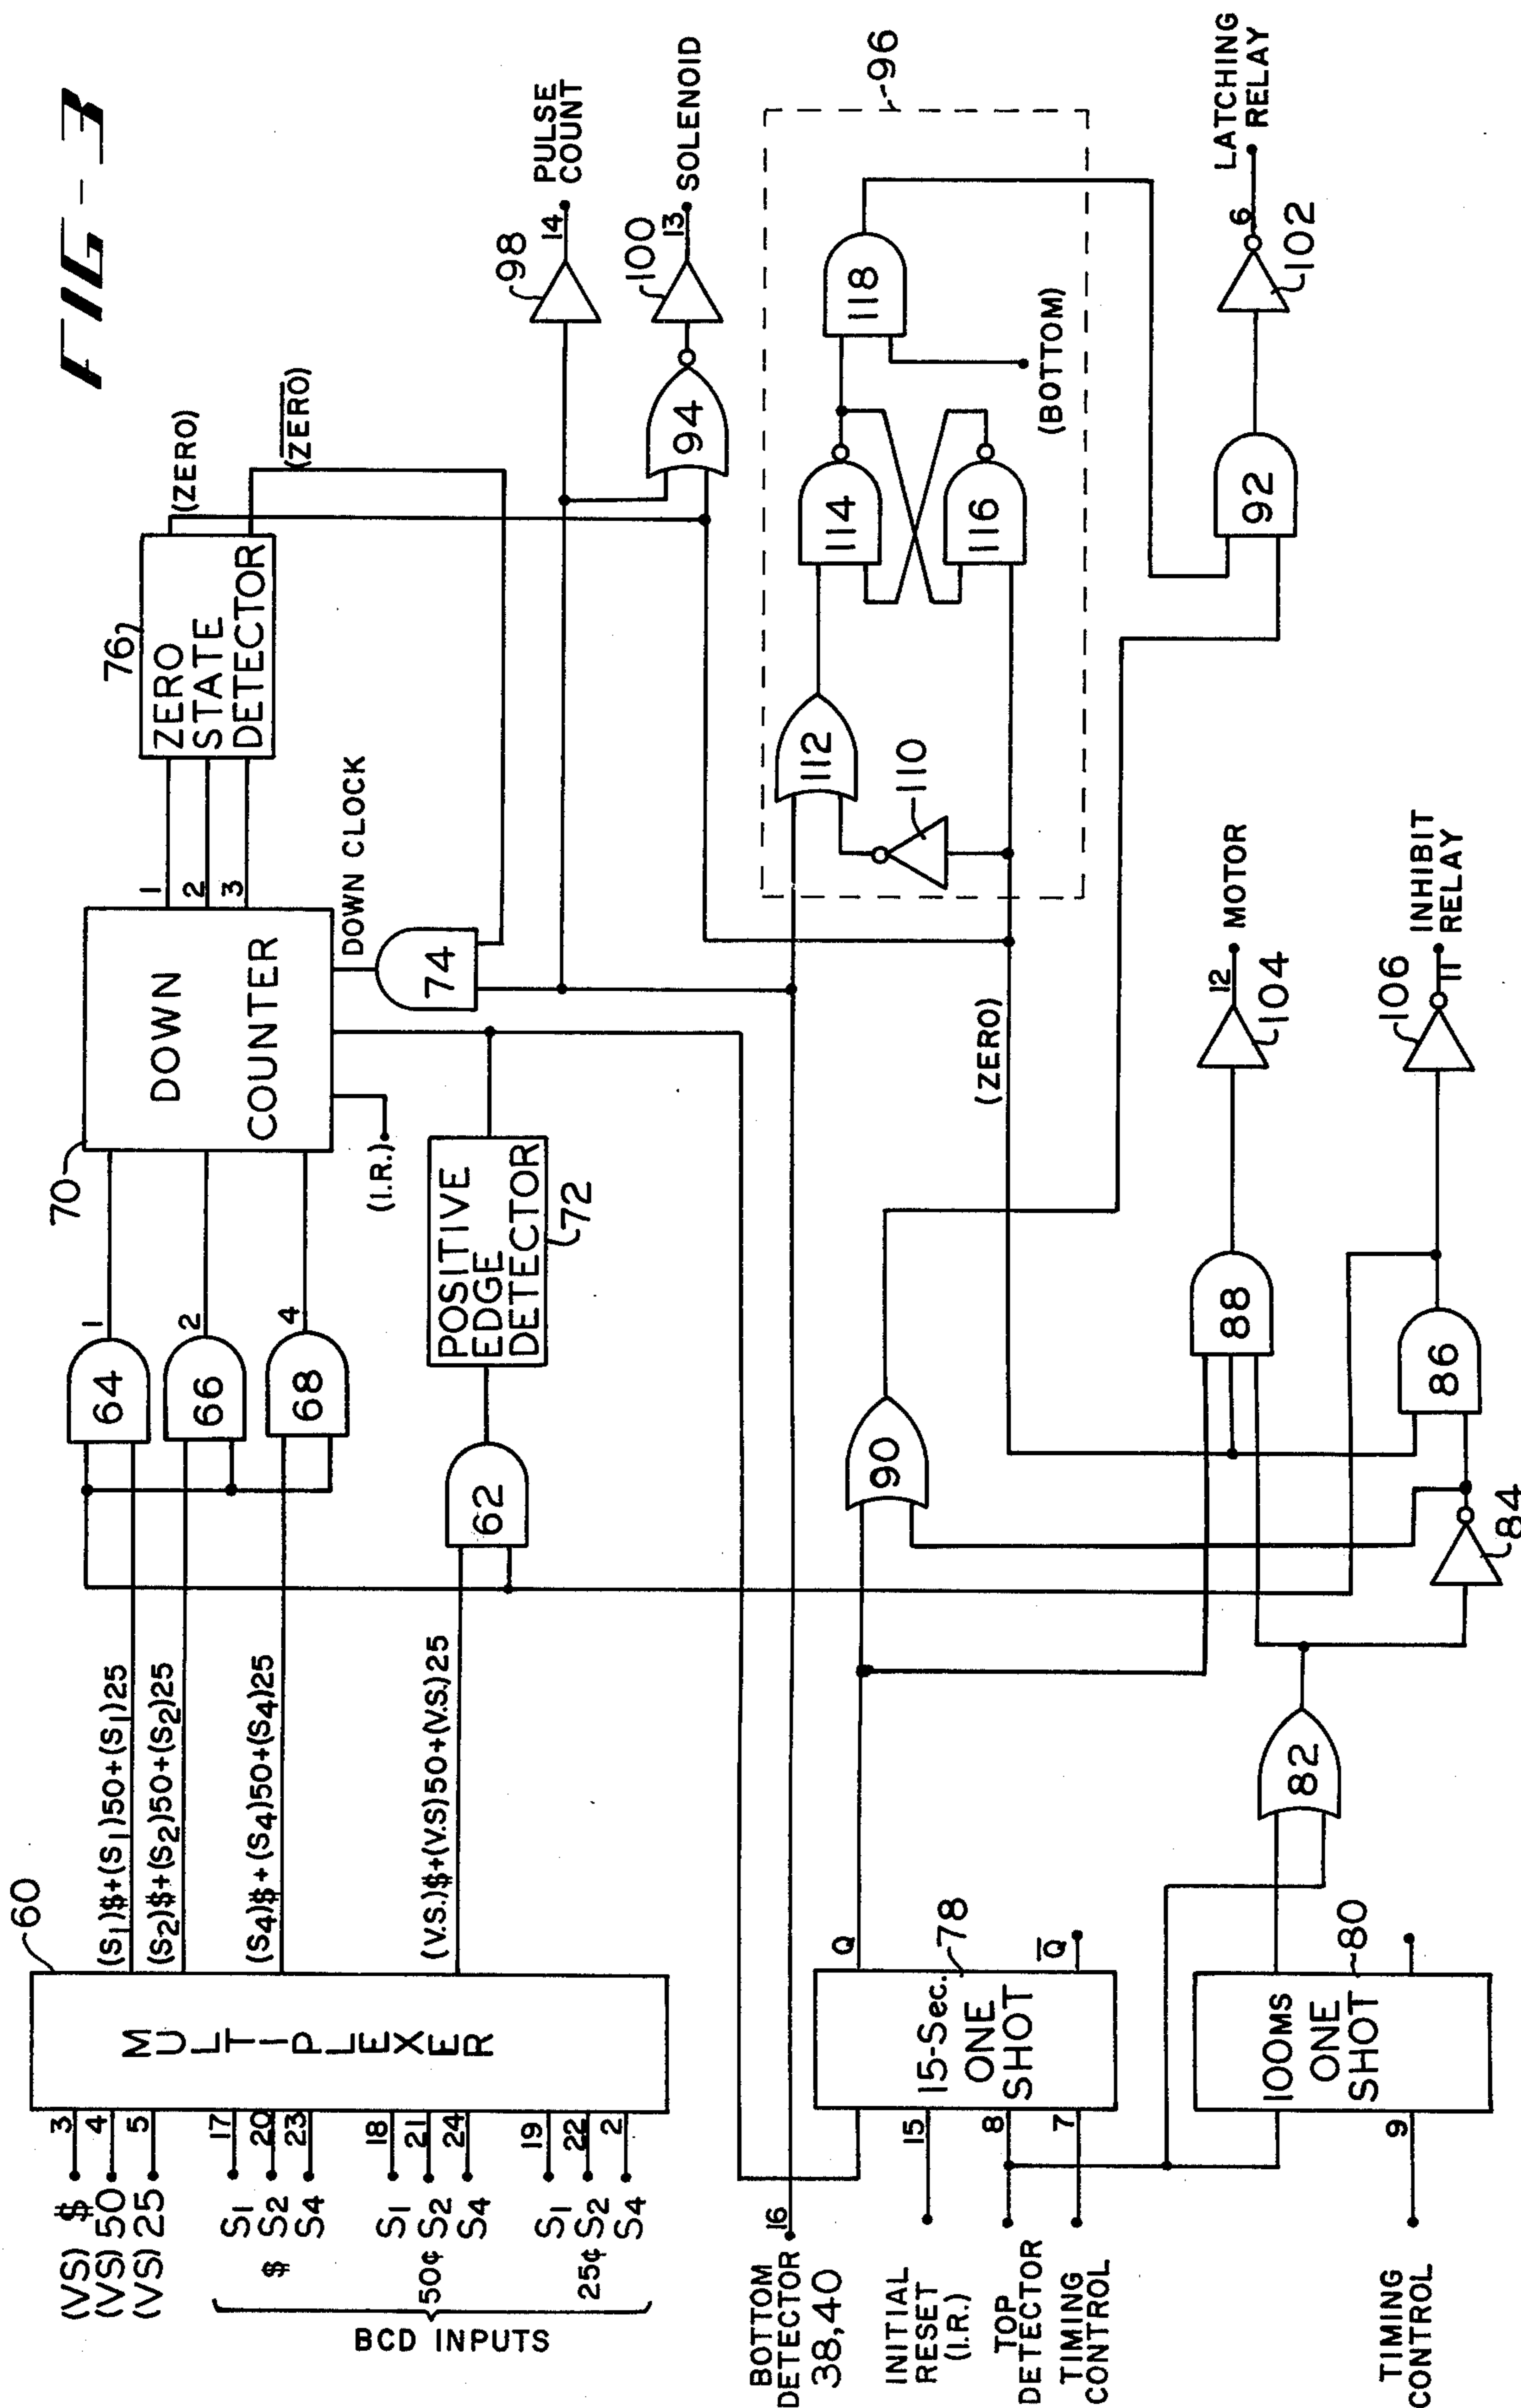 FIG-3
60
MULTIPLEXER
(VS) $ 3
(VS) 50 4
(VS) 25 5
$
S1 17
S2 20
S4 23
50¢
S1 18
S2 21
S4 24
25¢
S1 19
S2 22
S4 2
BCD INPUTS
(S1)$+(S1)50+(S1)25
(S2)$+(S2)50+(S2)25
(S4)$+(S4)50+(S4)25
(V.S.)$+(V.S)50+(V.S.)25
64
1
66
2
68
4
62
70
DOWN
COUNTER
(I.R.)
POSITIVE
EDGE
DETECTOR
72
1
2
3
DOWN CLOCK
74
76
ZERO
STATE
DETECTOR
(ZERO)
(Z̅E̅R̅O̅)
98
14
PULSE
COUNT
94
100
13
SOLENOID
BOTTOM
DETECTOR
38,40
16
INITIAL
RESET
(I.R.)
15
TOP
DETECTOR
8
TIMING
CONTROL
7
15-Sec.
ONE
SHOT
78
Q
Q̅
TIMING
CONTROL
9
100MS
ONE
SHOT
80
82
84
86
88
90
(ZERO)
96
110
112
114
116
118
(BOTTOM)
92
102
6
LATCHING
RELAY
104
12
MOTOR
106
11
INHIBIT
RELAY